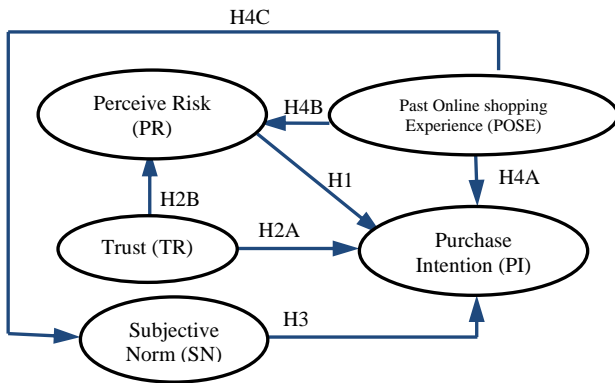 H4C
Perceive Risk
(PR)
H4B
Past Online shopping
Experience (POSE)
H1
H4A
H2B
Trust (TR)
H2A
Purchase
Intention (PI)
Subjective
Norm (SN)
H3